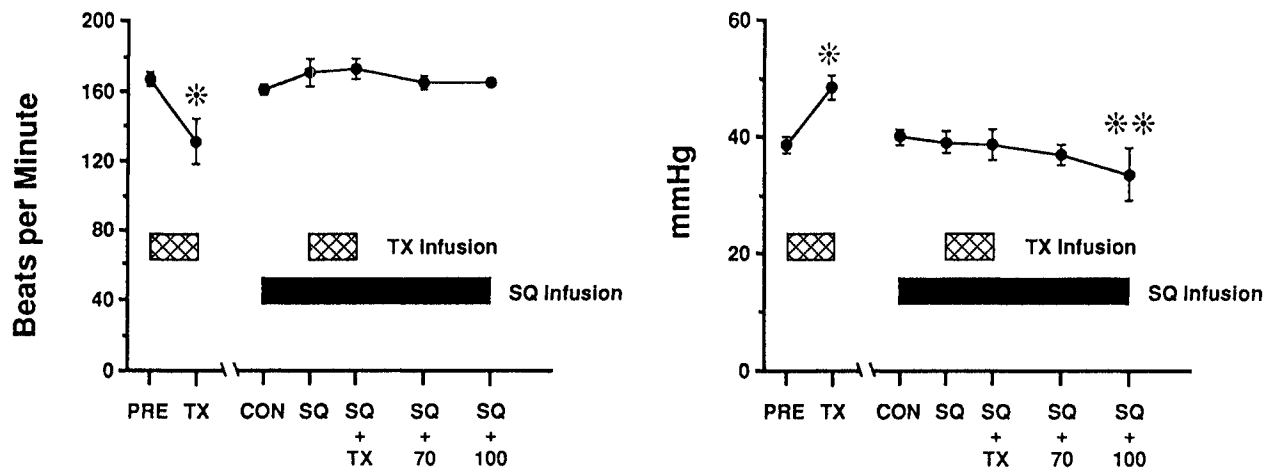 Beats per Minute
200
160
120
80
40
0
TX Infusion
SQ Infusion
PRE TX CON SQ SQ SQ SQ
+ + +
TX 70 100
mmHg
60
40
20
0
TX Infusion
SQ Infusion
PRE TX CON SQ SQ SQ SQ
+ + +
TX 70 100